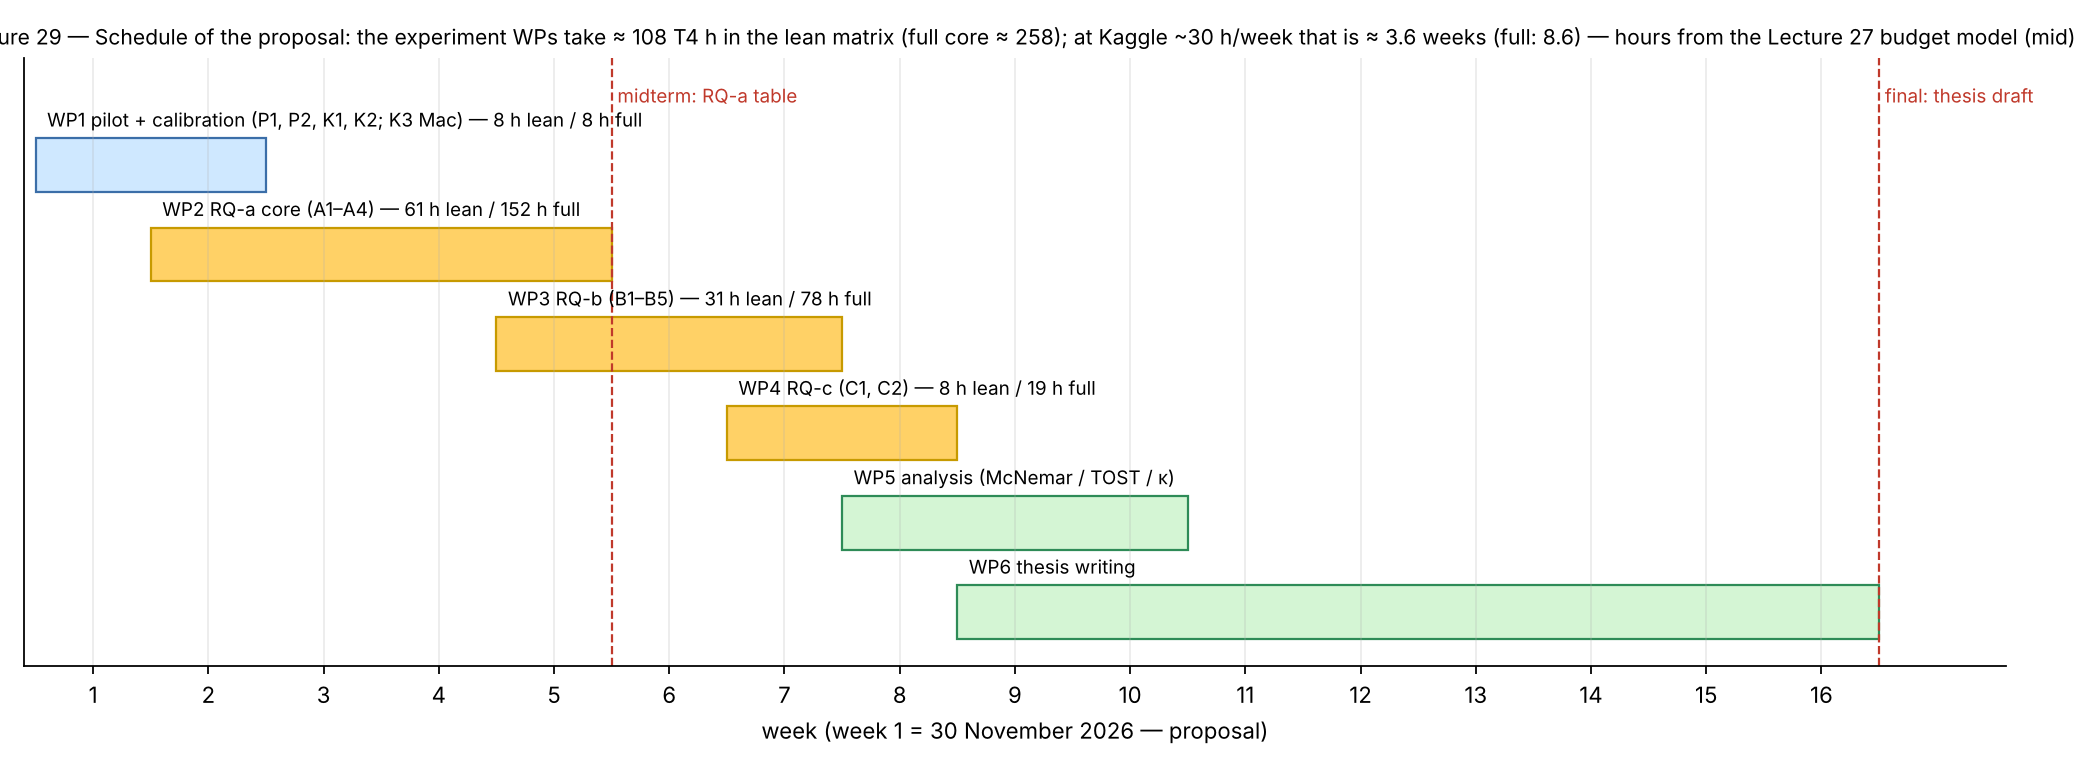 ure 29 — Schedule of the proposal: the experiment WPs take ≈ 108 T4 h in the lean matrix (full core ≈ 258); at Kaggle ~30 h/week that is ≈ 3.6 weeks (full: 8.6) — hours from the Lecture 27 budget model (mid)
midterm: RQ-a table
final: thesis draft
WP1 pilot + calibration (P1, P2, K1, K2; K3 Mac) — 8 h lean / 8 h full
WP2 RQ-a core (A1–A4) — 61 h lean / 152 h full
WP3 RQ-b (B1–B5) — 31 h lean / 78 h full
WP4 RQ-c (C1, C2) — 8 h lean / 19 h full
WP5 analysis (McNemar / TOST / κ)
WP6 thesis writing
1 2 3 4 5 6 7 8 9 10 11 12 13 14 15 16
week (week 1 = 30 November 2026 — proposal)